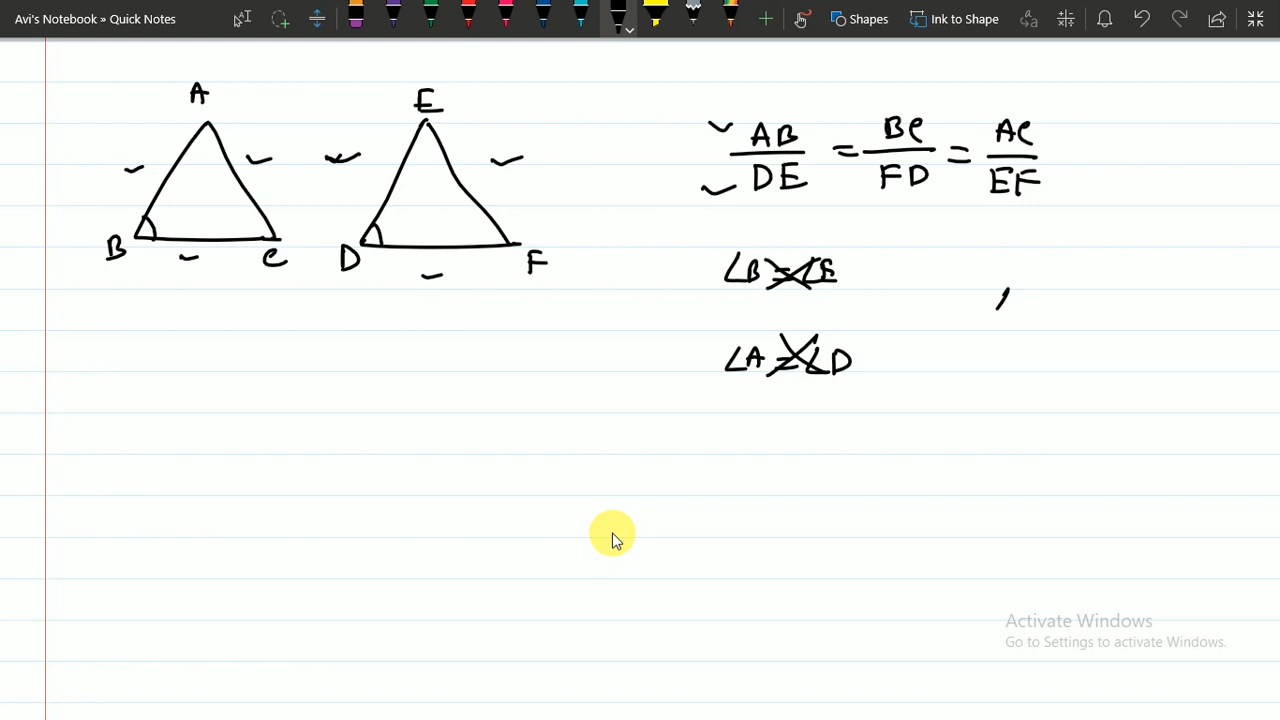 Avi's Notebook » Quick Notes
Shapes
Ink to Shape
A
E
B
C
D
F
AB/DE = BC/FD = AC/EF
∠B = ∠E
,
∠A = ∠D
Activate Windows
Go to Settings to activate Windows.